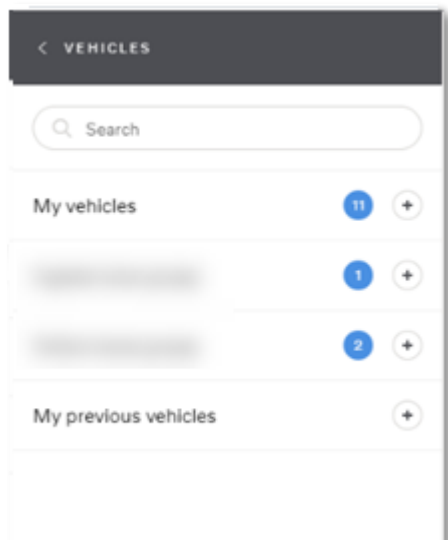 VEHICLES
Search
My vehicles 11 +
1 +
2 +
My previous vehicles +